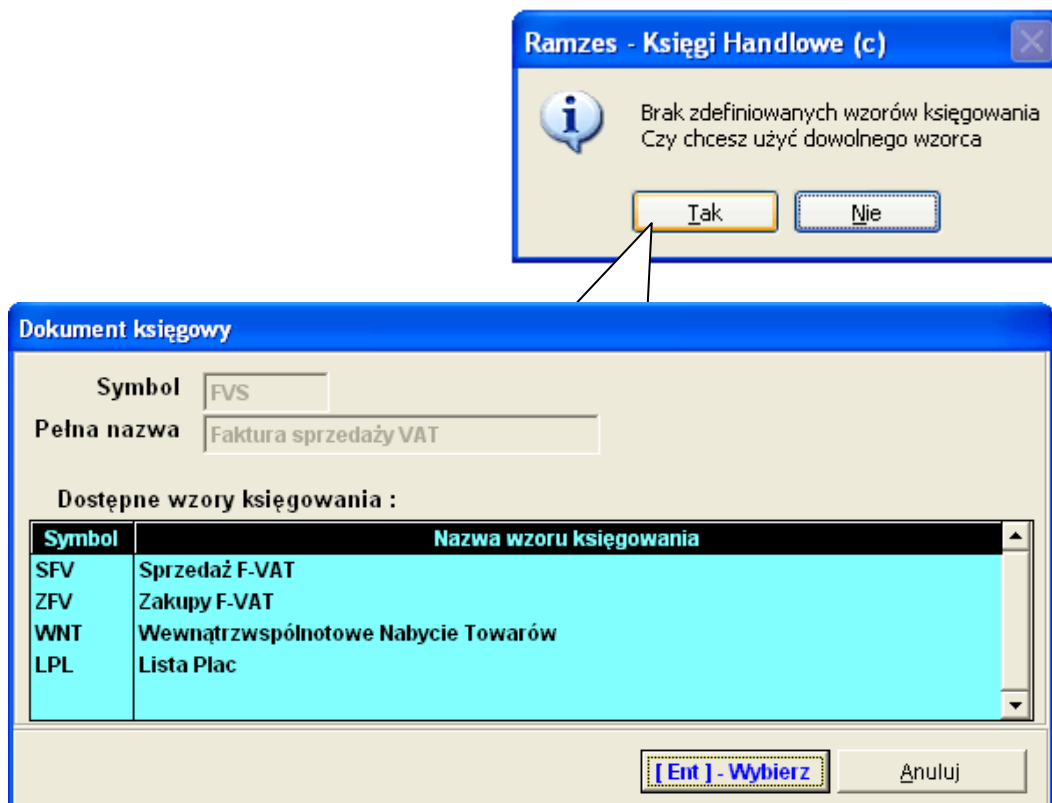 Ramzes - Księgi Handlowe (c)
Brak zdefiniowanych wzorów księgowania
Czy chcesz użyć dowolnego wzorca
Tak Nie
Dokument księgowy
Symbol FVS
Pełna nazwa Faktura sprzedaży VAT
Dostępne wzory księgowania :
Symbol Nazwa wzoru księgowania
SFV Sprzedaż F-VAT
ZFV Zakupy F-VAT
WNT Wewnątrzwspólnotowe Nabycie Towarów
LPL Lista Plac
[ Ent ] - Wybierz Anuluj